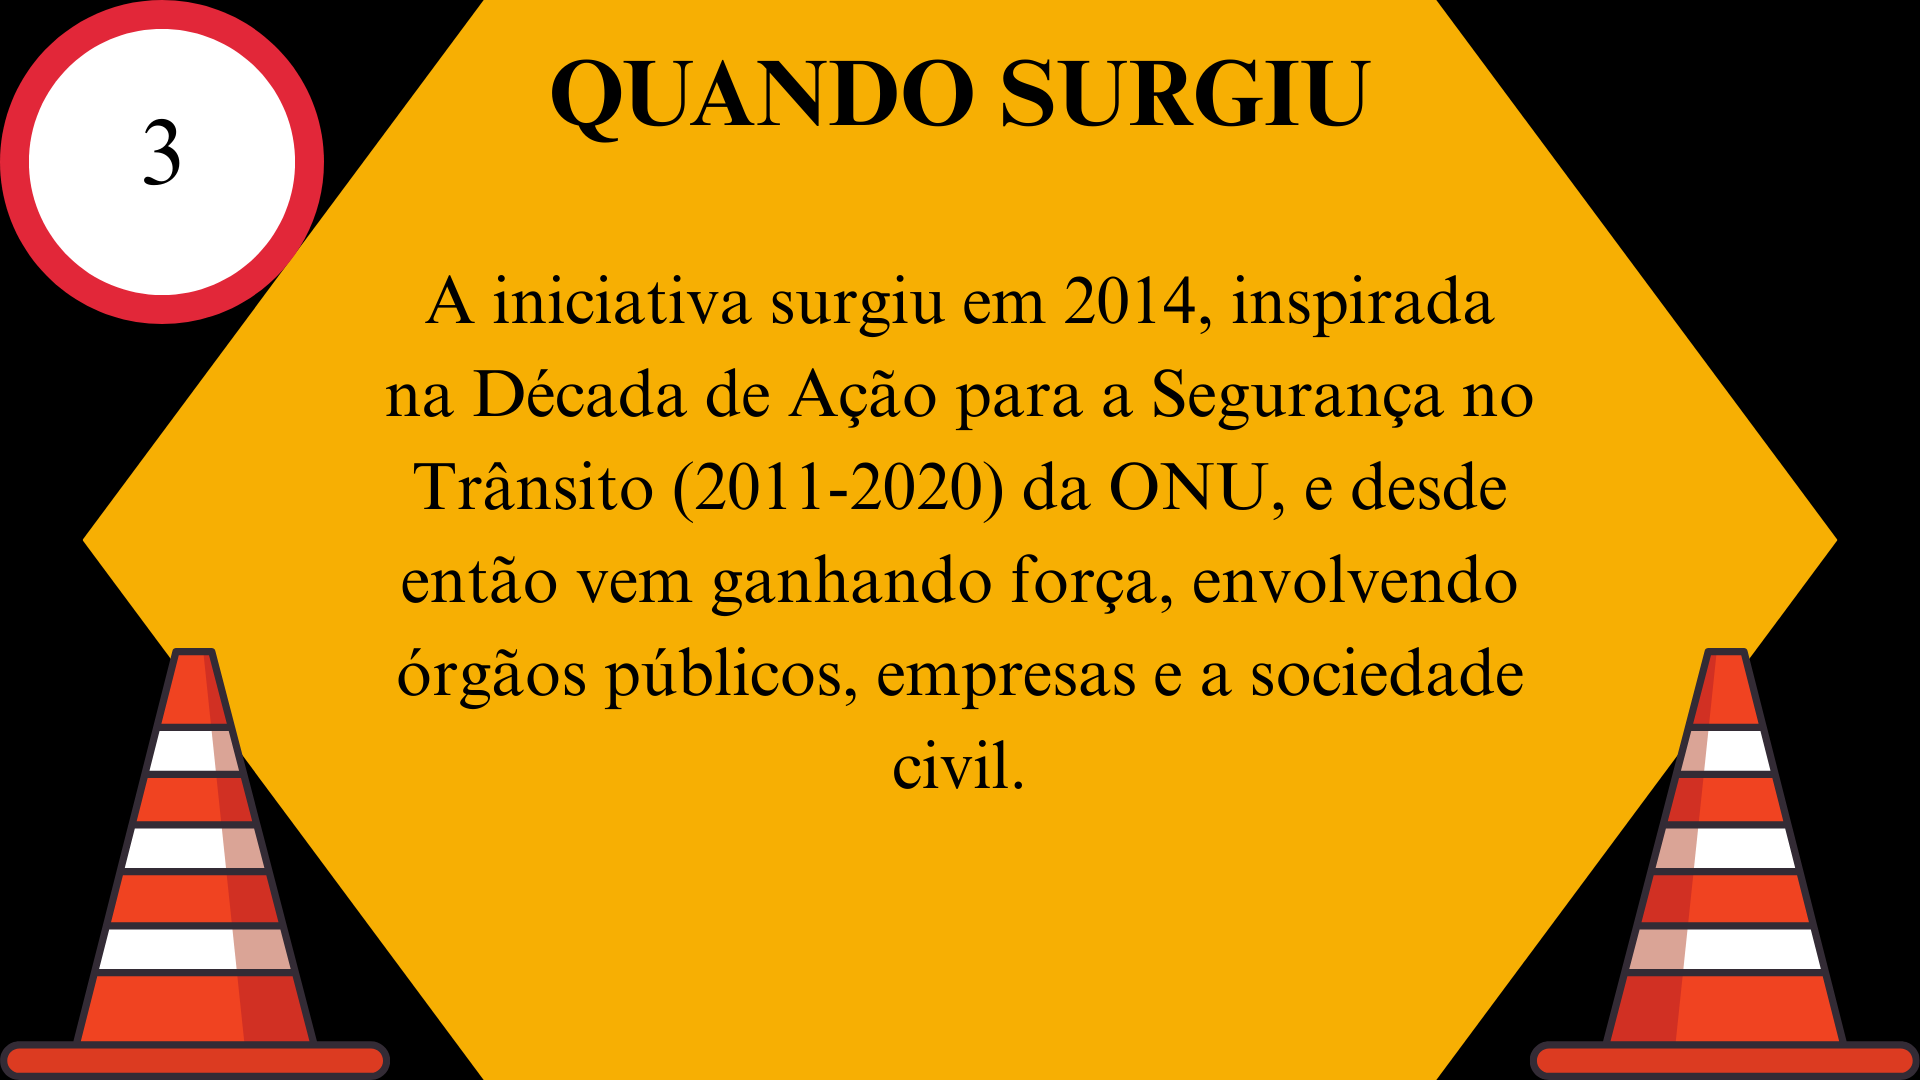 3
QUANDO SURGIU
A iniciativa surgiu em 2014, inspirada
na Década de Ação para a Segurança no
Trânsito (2011-2020) da ONU, e desde
então vem ganhando força, envolvendo
órgãos públicos, empresas e a sociedade
civil.